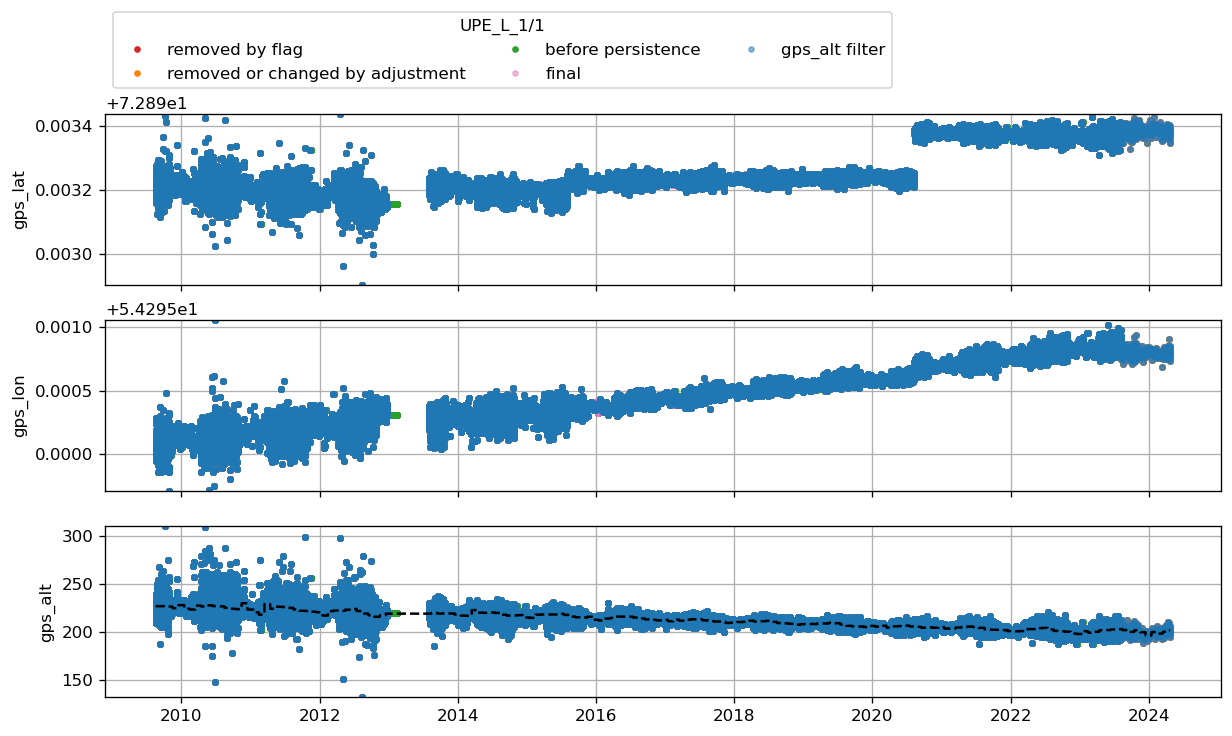 UPE_L_1/1
removed by flag
before persistence
gps_alt filter
removed or changed by adjustment
final
+7.289e1
0.0034
0.0032
0.0030
gps_lat
+5.4295e1
0.0010
0.0005
0.0000
gps_lon
300
250
200
150
gps_alt
2010 2012 2014 2016 2018 2020 2022 2024